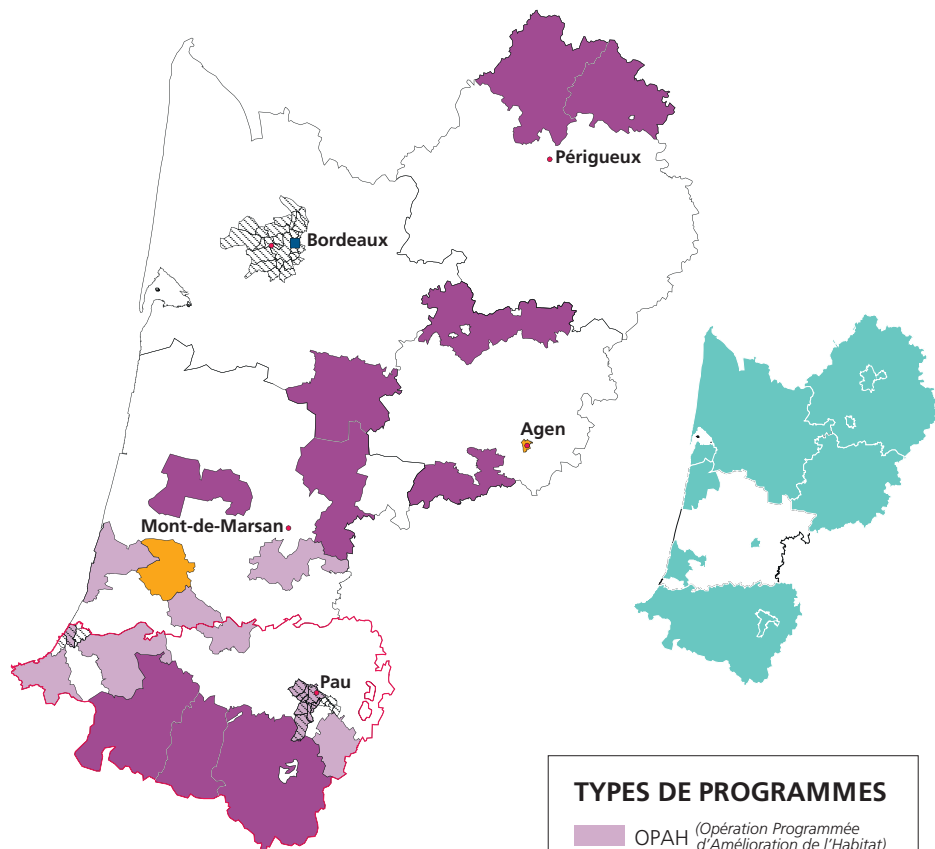 Périgueux
Bordeaux
Agen
Mont-de-Marsan
Pau
TYPES DE PROGRAMMES
OPAH (Opération Programmée
d'Amélioration de l'Habitat)